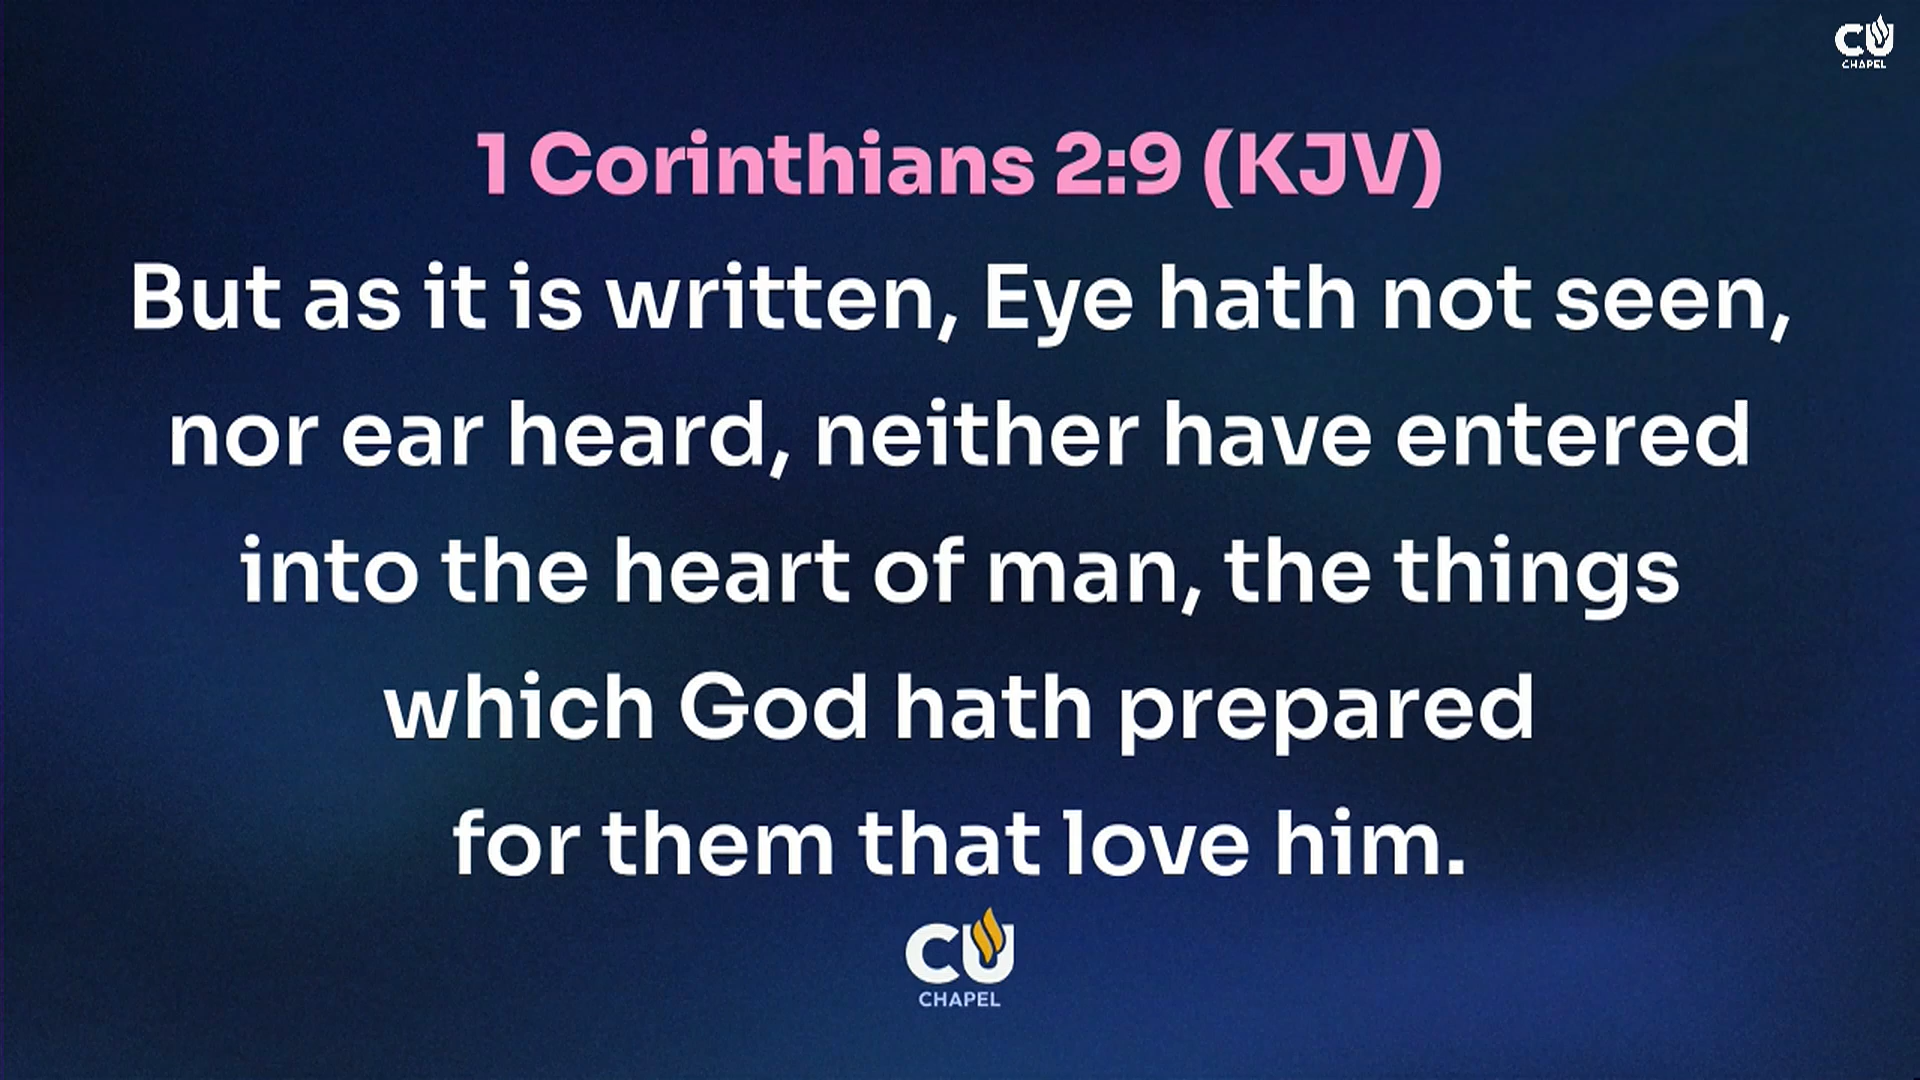 CU
CHAPEL
1 Corinthians 2:9 (KJV)
But as it is written, Eye hath not seen,
nor ear heard, neither have entered
into the heart of man, the things
which God hath prepared
for them that love him.
CU
CHAPEL